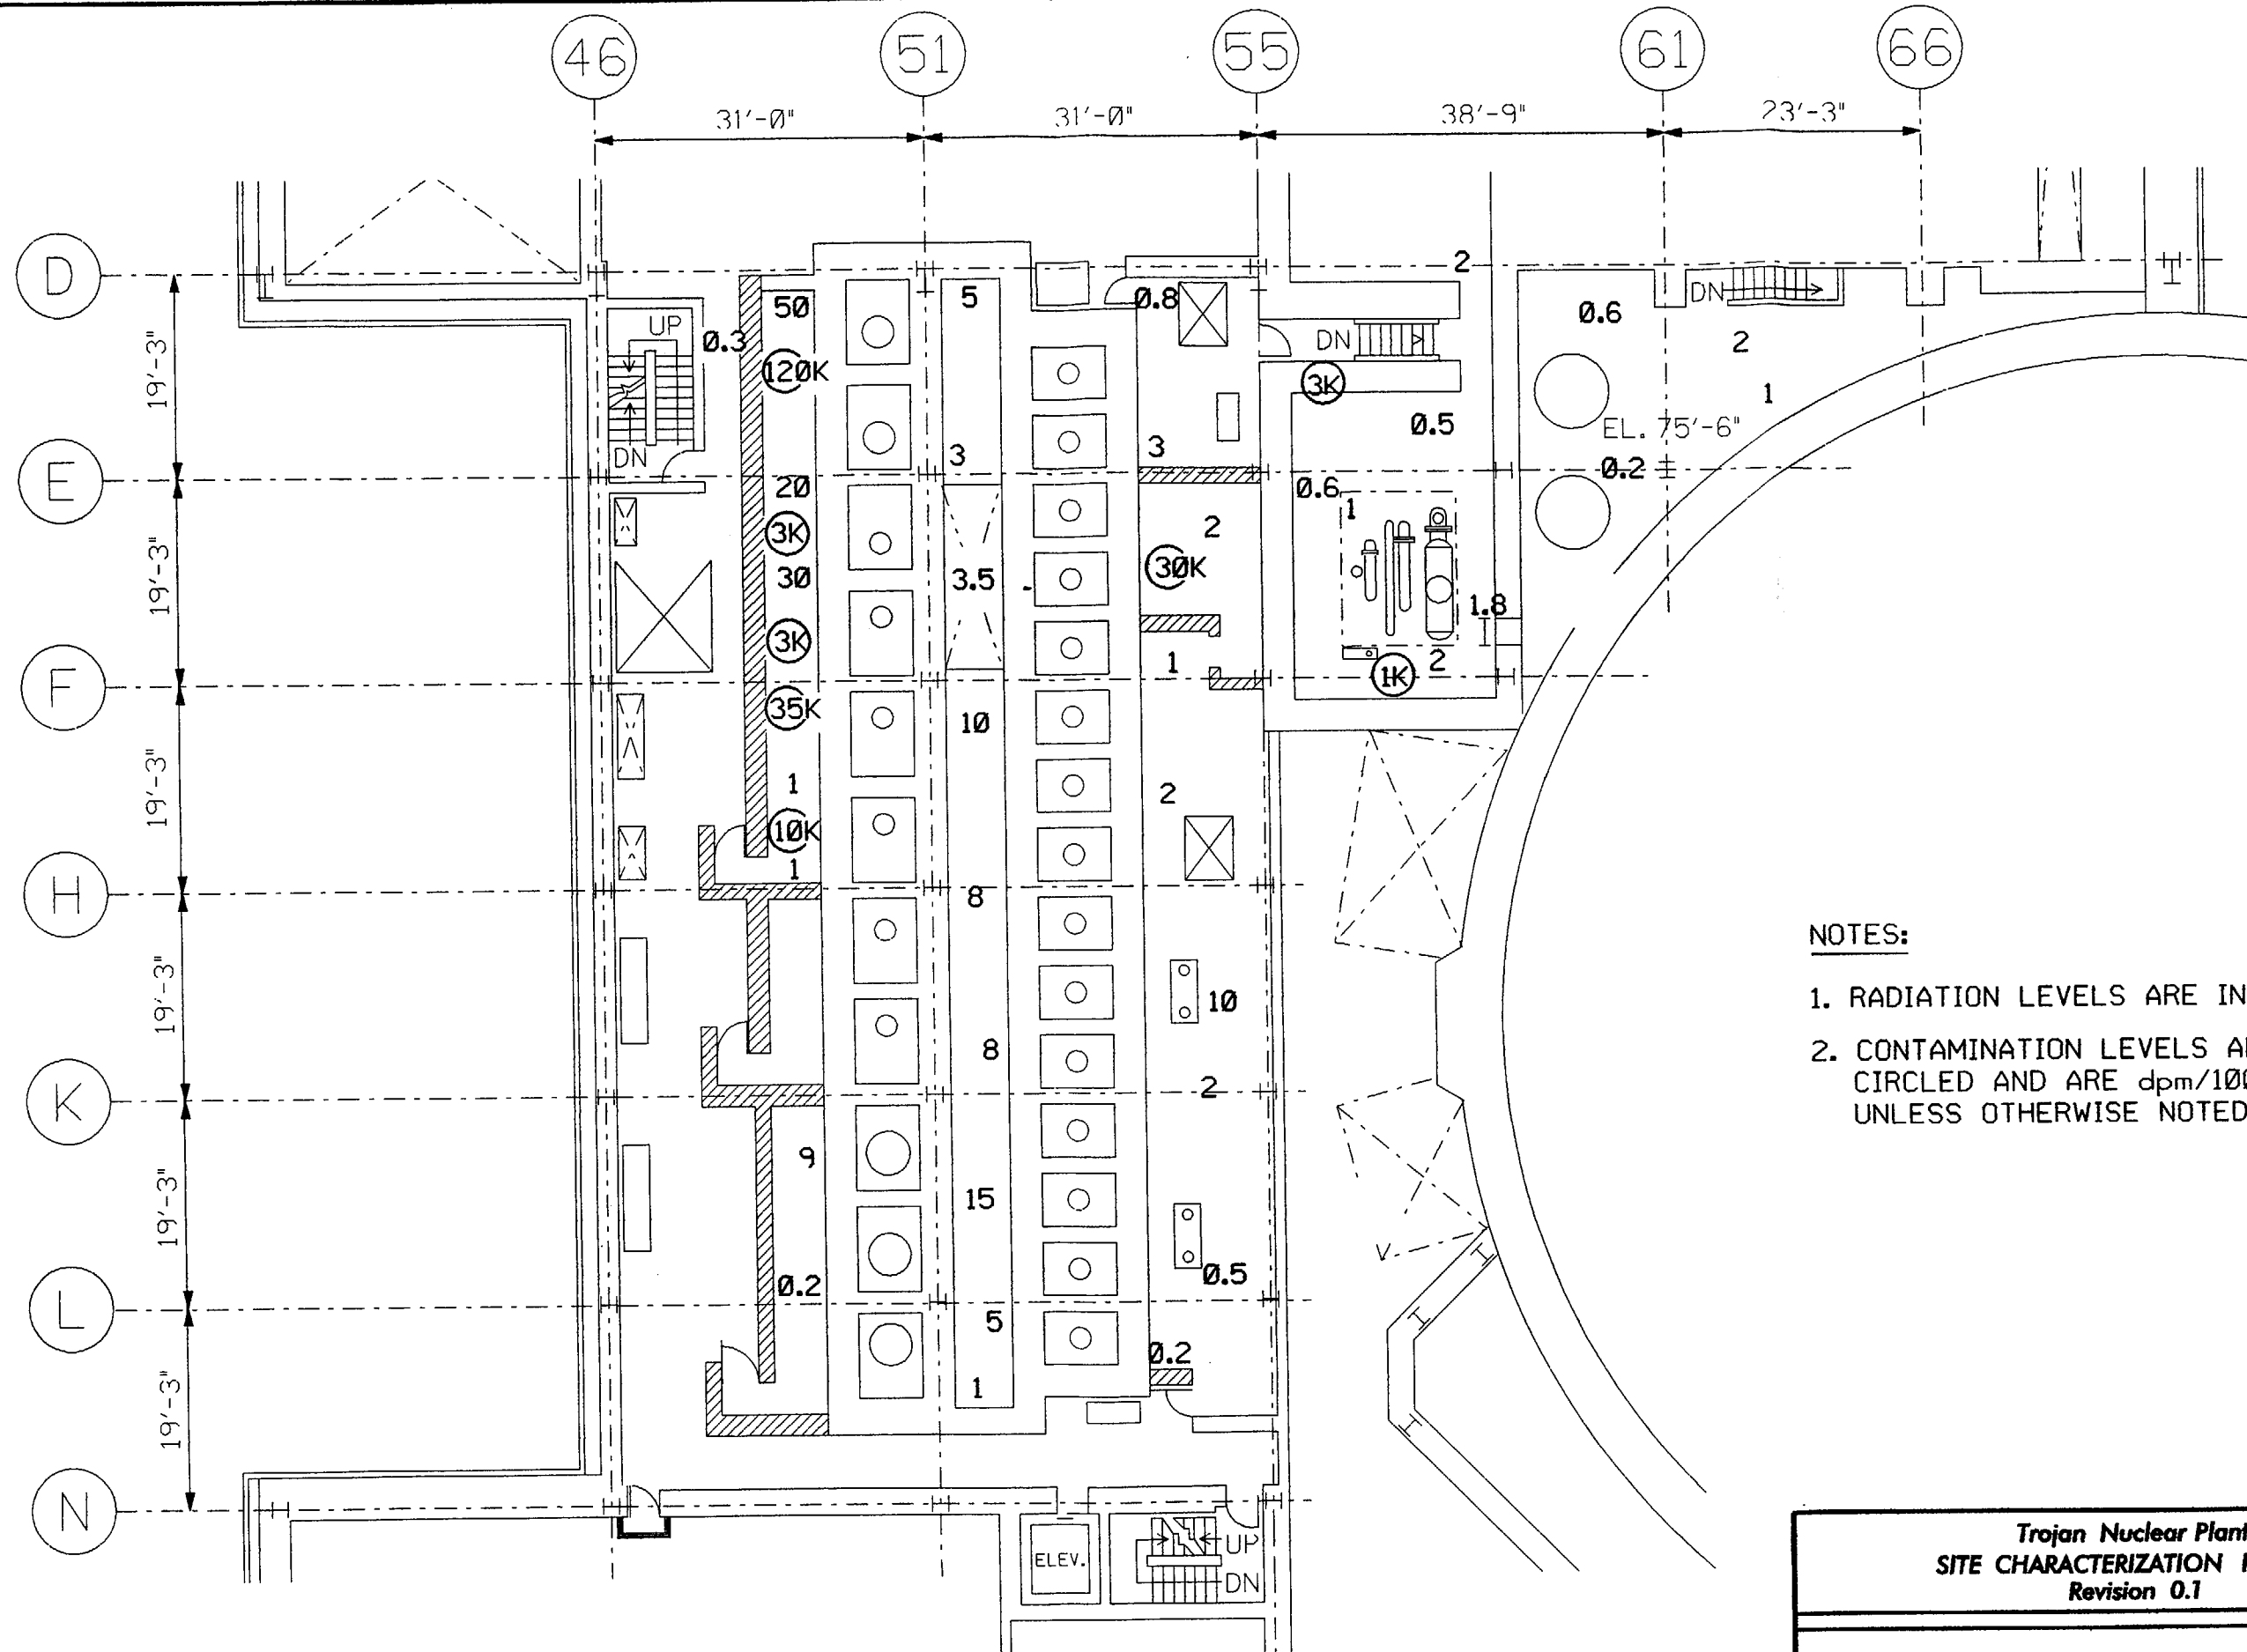 46
51
55
61
66
31'-0"
31'-0"
38'-9"
23'-3"
D
E
F
H
K
L
N
19'-3"
19'-3"
19'-3"
19'-3"
19'-3"
19'-3"
UP
DN
0.3
50
120K
20
3K
30
3K
35K
1
10K
1
9
0.2
5
3
3.5
10
8
8
15
5
1
0.8
3
2
30K
1
2
10
2
0.5
0.2
2
DN
3K
0.5
0.6
1
1.8
2
1K
0.6
DN
2
1
EL. 75'-6"
0.2
ELEV.
UP
DN
NOTES:
1. RADIATION LEVELS ARE IN
2. CONTAMINATION LEVELS
CIRCLED AND ARE dpm/100
UNLESS OTHERWISE NOTED
Trojan Nuclear Plant
SITE CHARACTERIZATION
Revision 0.1